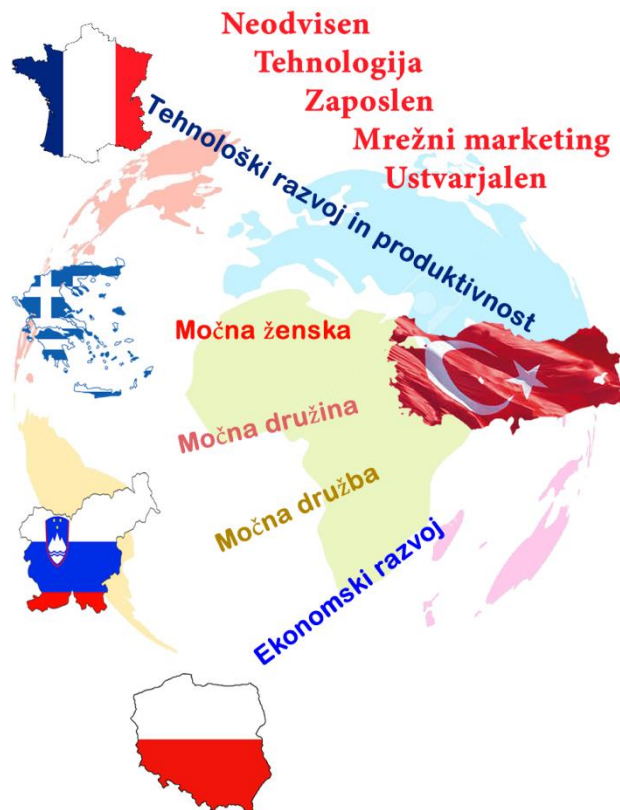 Neodvisen
Tehnologija
Zaposlen
Mrežni marketing
Ustvarjalen
Tehnološki razvoj in produktivnost
Močna ženska
Močna družina
Močna družba
Ekonomski razvoj